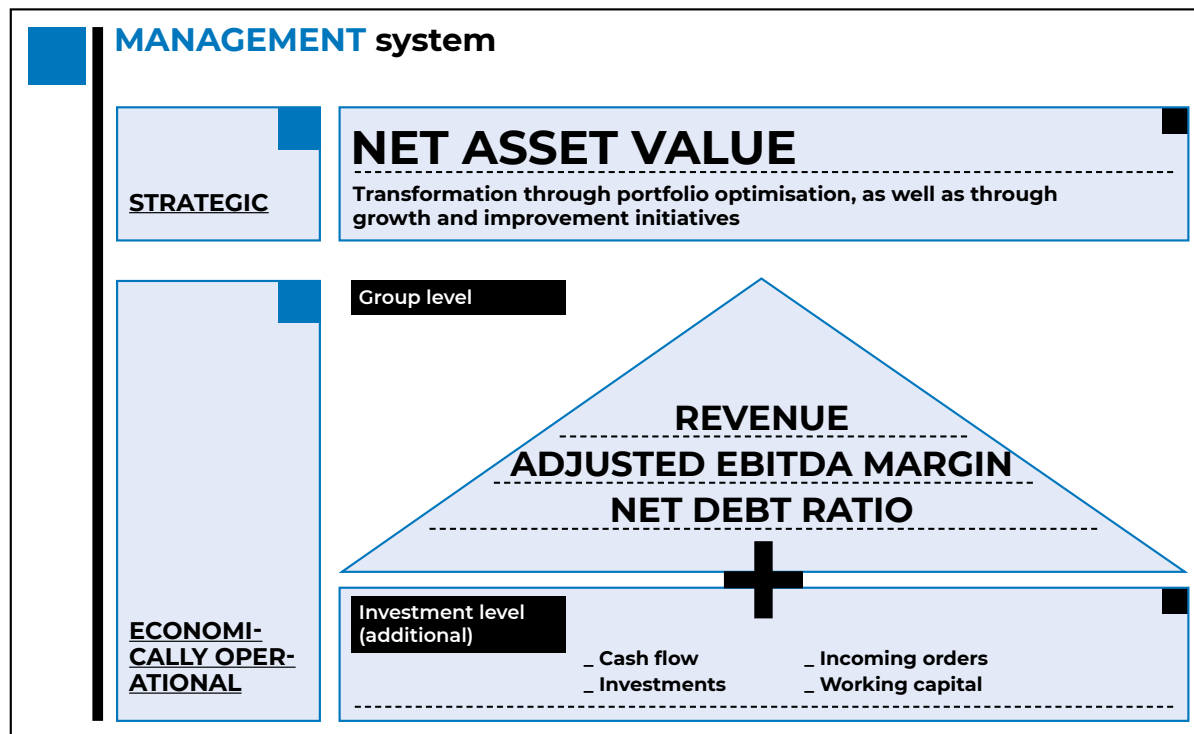 MANAGEMENT system
STRATEGIC
NET ASSET VALUE
Transformation through portfolio optimisation, as well as through
growth and improvement initiatives
ECONOMI-
CALLY OPER-
ATIONAL
Group level
REVENUE
ADJUSTED EBITDA MARGIN
NET DEBT RATIO
Investment level
(additional)
_ Cash flow
_ Investments
_ Incoming orders
_ Working capital